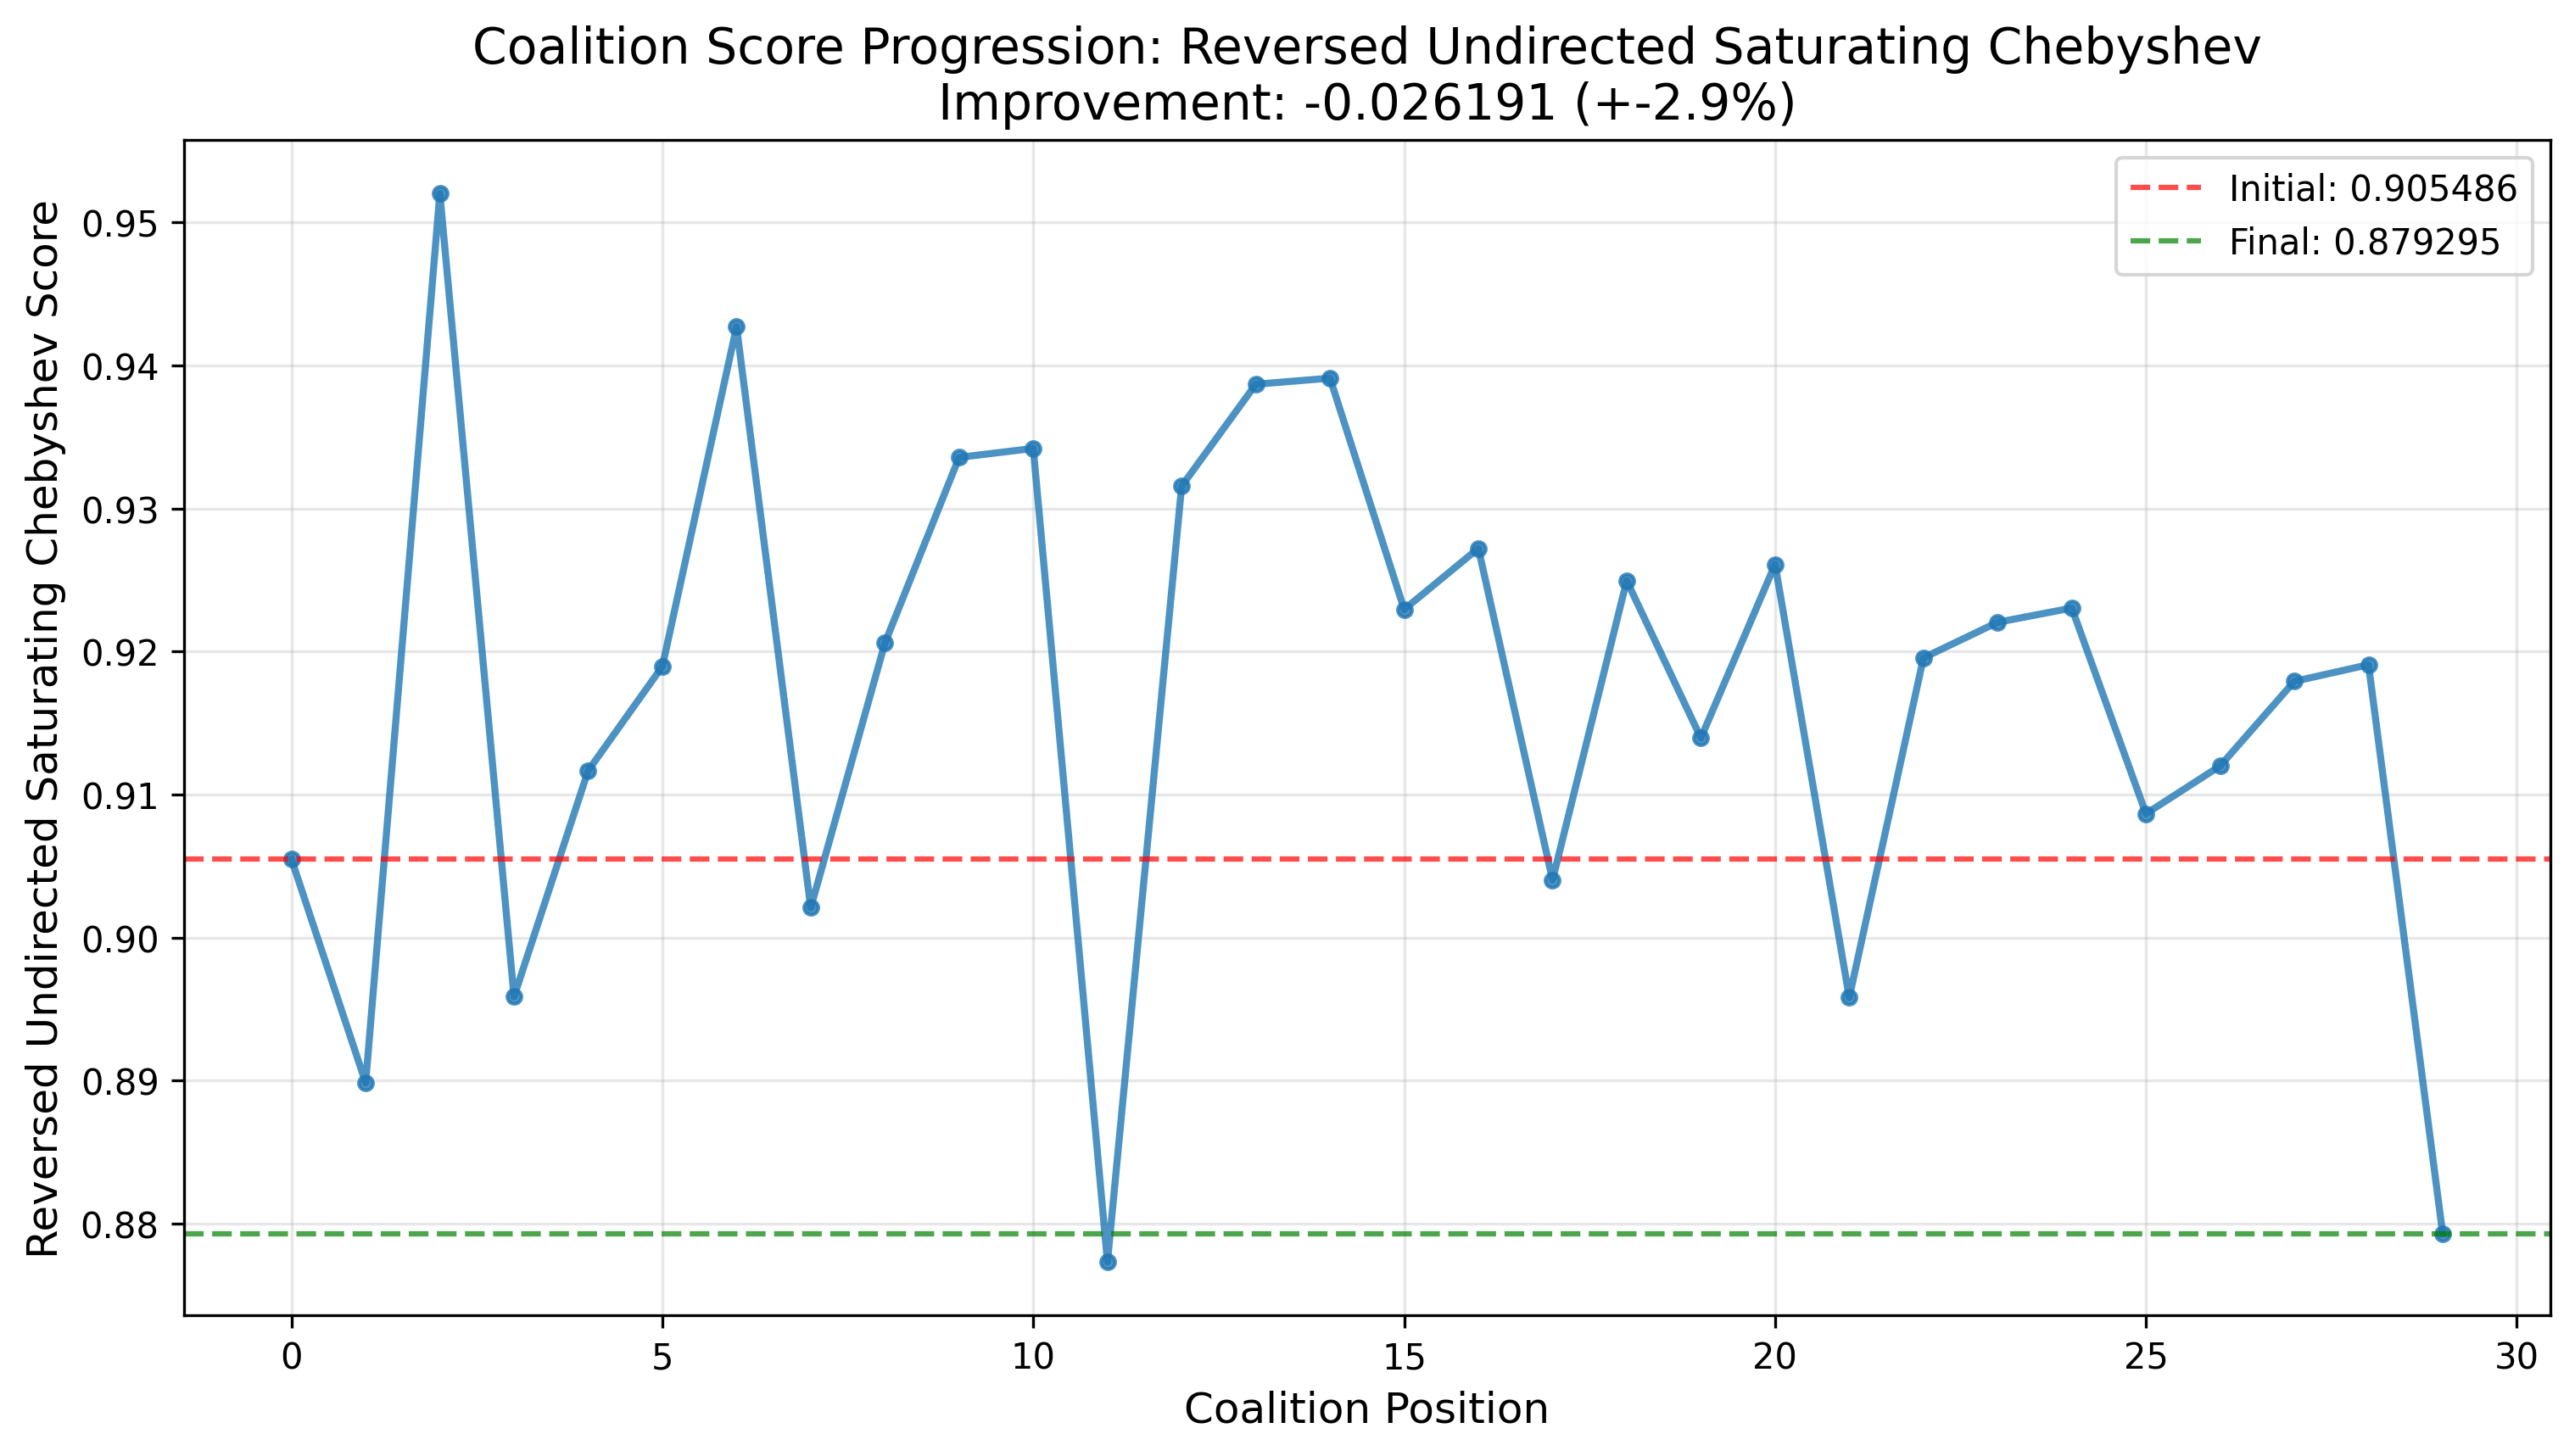 Coalition Score Progression: Reversed Undirected Saturating Chebyshev
Improvement: -0.026191 (+-2.9%)
Initial: 0.905486
Final: 0.879295
Reversed Undirected Saturating Chebyshev Score
0.95
0.94
0.93
0.92
0.91
0.90
0.89
0.88
0
5
10
15
20
25
30
Coalition Position